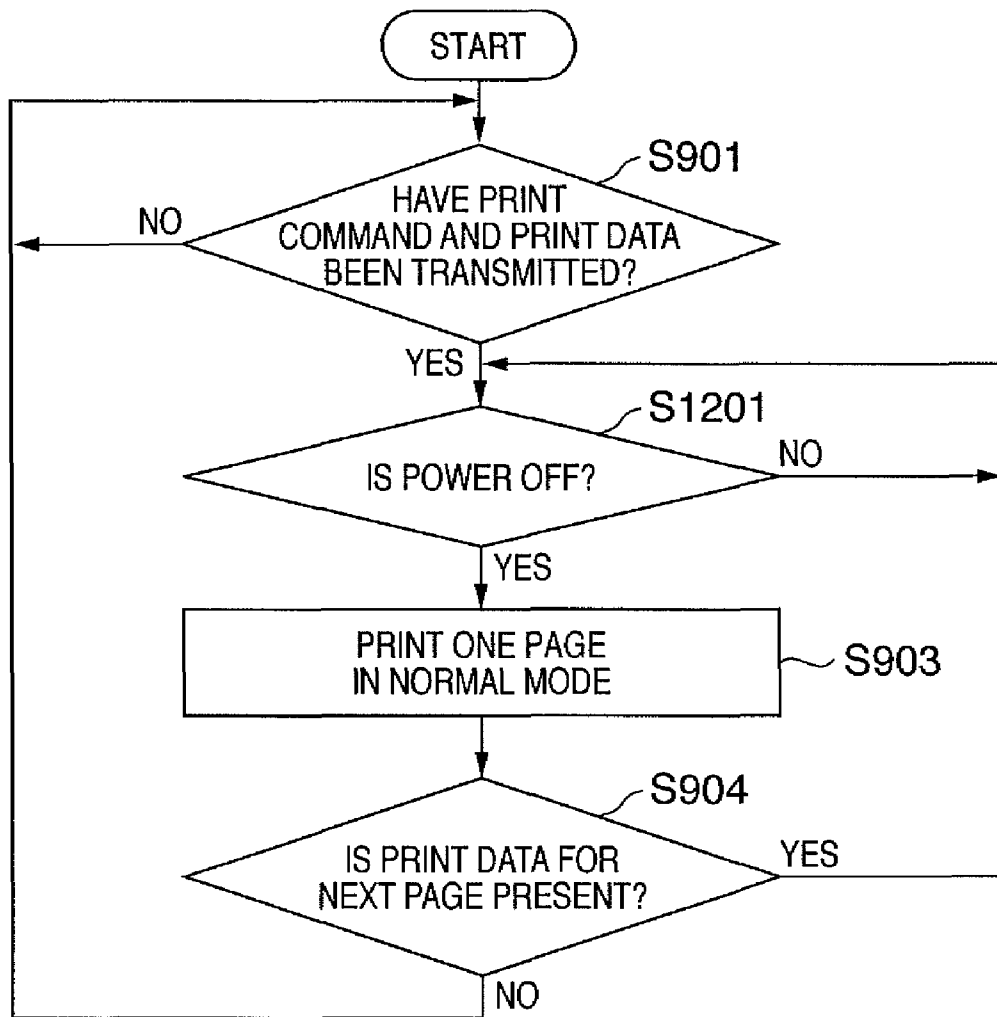 START
S901
HAVE PRINT
COMMAND AND PRINT DATA
BEEN TRANSMITTED?
NO
YES
S1201
IS POWER OFF?
NO
YES
PRINT ONE PAGE
IN NORMAL MODE
S903
S904
IS PRINT DATA FOR
NEXT PAGE PRESENT?
YES
NO